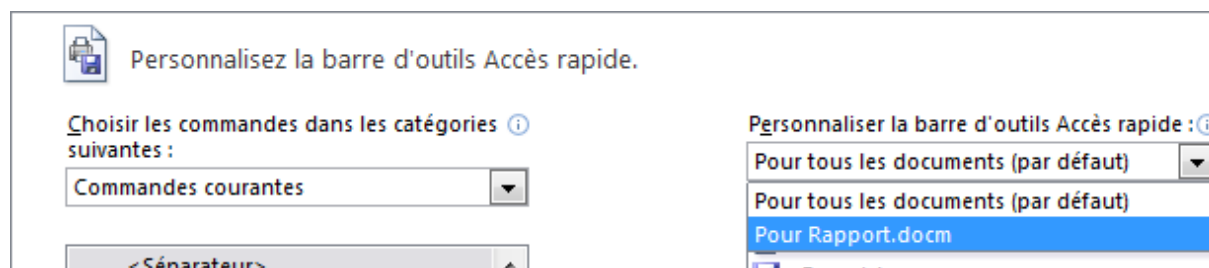 Personnalisez la barre d'outils Accès rapide.
Choisir les commandes dans les catégories
suivantes :
Commandes courantes
<Séparateur>
Personnaliser la barre d'outils Accès rapide :
Pour tous les documents (par défaut)
Pour tous les documents (par défaut)
Pour Rapport.docm